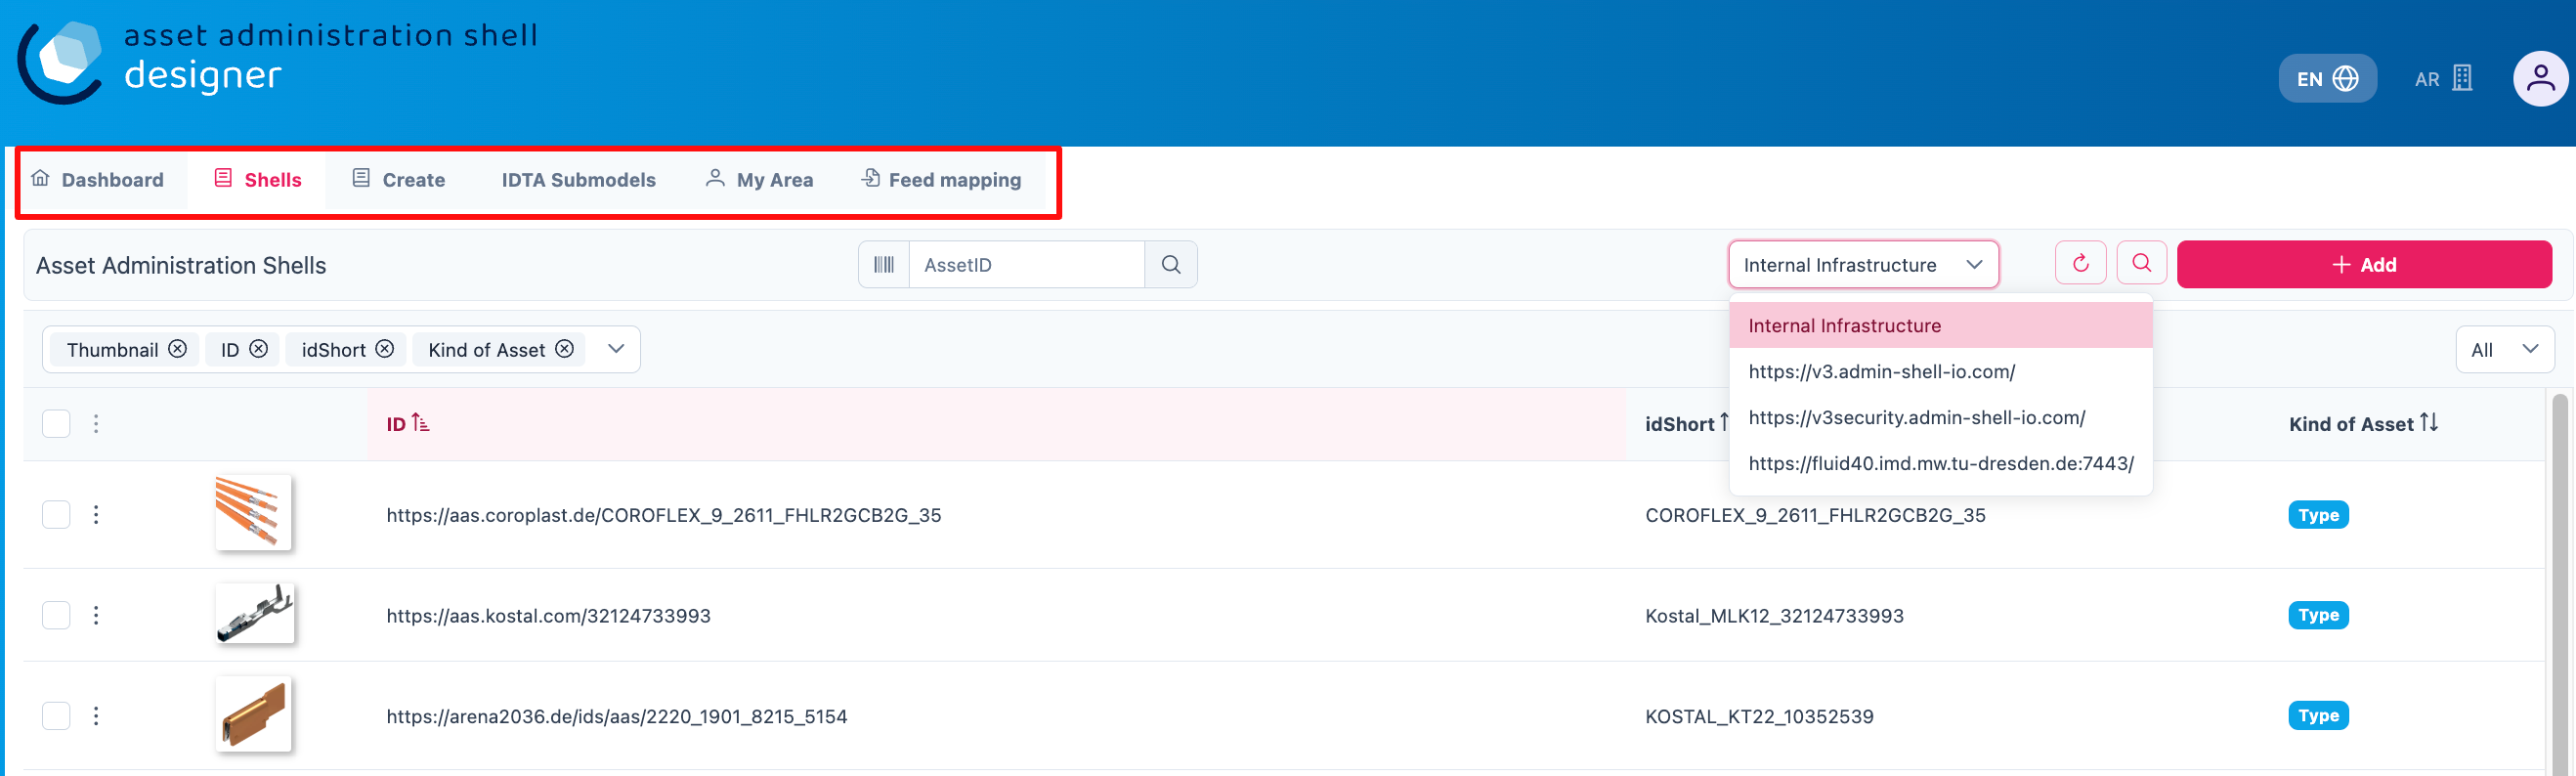 asset administration shell
designer
EN
AR
Dashboard
Shells
Create
IDTA Submodels
My Area
Feed mapping
Asset Administration Shells
AssetID
Internal Infrastructure
Add
Internal Infrastructure
https://v3.admin-shell-io.com/
https://v3security.admin-shell-io.com/
https://fluid40.imd.mw.tu-dresden.de:7443/
Thumbnail
ID
idShort
Kind of Asset
All
ID
idShort
Kind of Asset
https://aas.coroplast.de/COROFLEX_9_2611_FHLR2GCB2G_35
COROFLEX_9_2611_FHLR2GCB2G_35
Type
https://aas.kostal.com/32124733993
Kostal_MLK12_32124733993
Type
https://arena2036.de/ids/aas/2220_1901_8215_5154
KOSTAL_KT22_10352539
Type